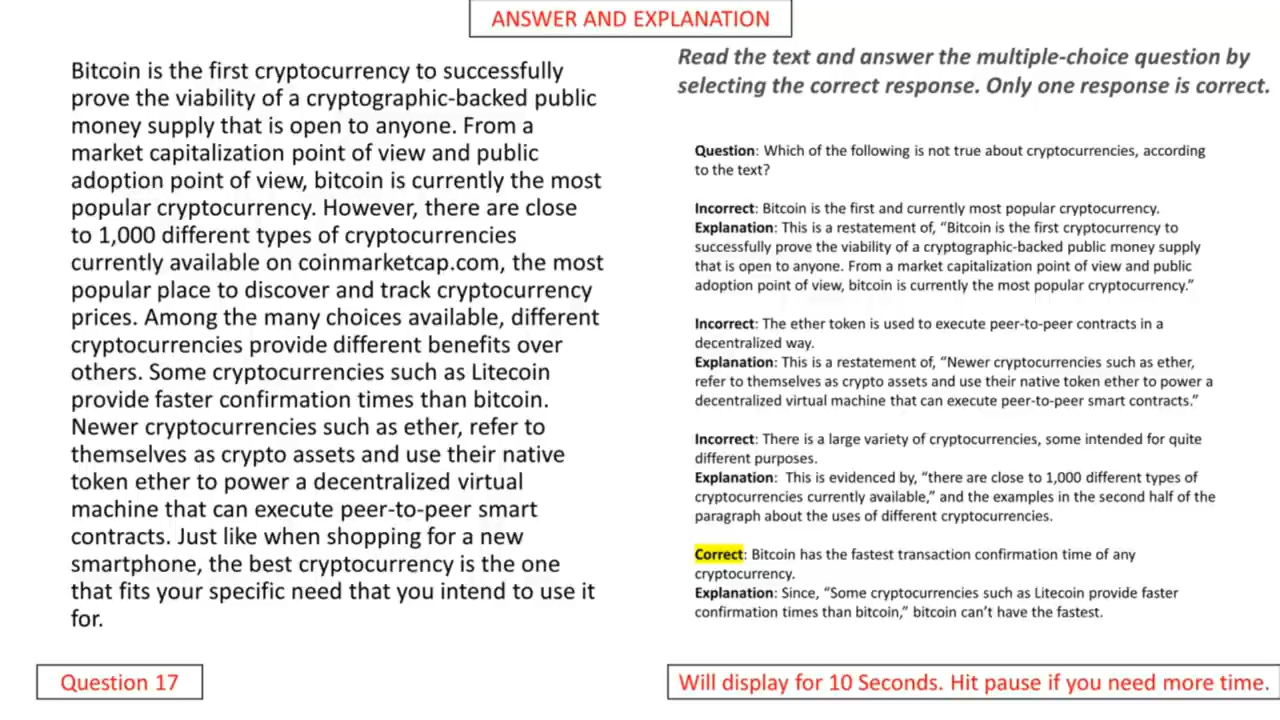 ANSWER AND EXPLANATION
Bitcoin is the first cryptocurrency to successfully
prove the viability of a cryptographic-backed public
money supply that is open to anyone. From a
market capitalization point of view and public
adoption point of view, bitcoin is currently the most
popular cryptocurrency. However, there are close
to 1,000 different types of cryptocurrencies
currently available on coinmarketcap.com, the most
popular place to discover and track cryptocurrency
prices. Among the many choices available, different
cryptocurrencies provide different benefits over
others. Some cryptocurrencies such as Litecoin
provide faster confirmation times than bitcoin.
Newer cryptocurrencies such as ether, refer to
themselves as crypto assets and use their native
token ether to power a decentralized virtual
machine that can execute peer-to-peer smart
contracts. Just like when shopping for a new
smartphone, the best cryptocurrency is the one
that fits your specific need that you intend to use it
for.
Read the text and answer the multiple-choice question by
selecting the correct response. Only one response is correct.
Question: Which of the following is not true about cryptocurrencies, according
to the text?
Incorrect: Bitcoin is the first and currently most popular cryptocurrency.
Explanation: This is a restatement of, “Bitcoin is the first cryptocurrency to
successfully prove the viability of a cryptographic-backed public money supply
that is open to anyone. From a market capitalization point of view and public
adoption point of view, bitcoin is currently the most popular cryptocurrency.”
Incorrect: The ether token is used to execute peer-to-peer contracts in a
decentralized way.
Explanation: This is a restatement of, “Newer cryptocurrencies such as ether,
refer to themselves as crypto assets and use their native token ether to power a
decentralized virtual machine that can execute peer-to-peer smart contracts.”
Incorrect: There is a large variety of cryptocurrencies, some intended for quite
different purposes.
Explanation: This is evidenced by, “there are close to 1,000 different types of
cryptocurrencies currently available,” and the examples in the second half of the
paragraph about the uses of different cryptocurrencies.
Correct: Bitcoin has the fastest transaction confirmation time of any
cryptocurrency.
Explanation: Since, “Some cryptocurrencies such as Litecoin provide faster
confirmation times than bitcoin,” bitcoin can’t have the fastest.
Question 17
Will display for 10 Seconds. Hit pause if you need more time.